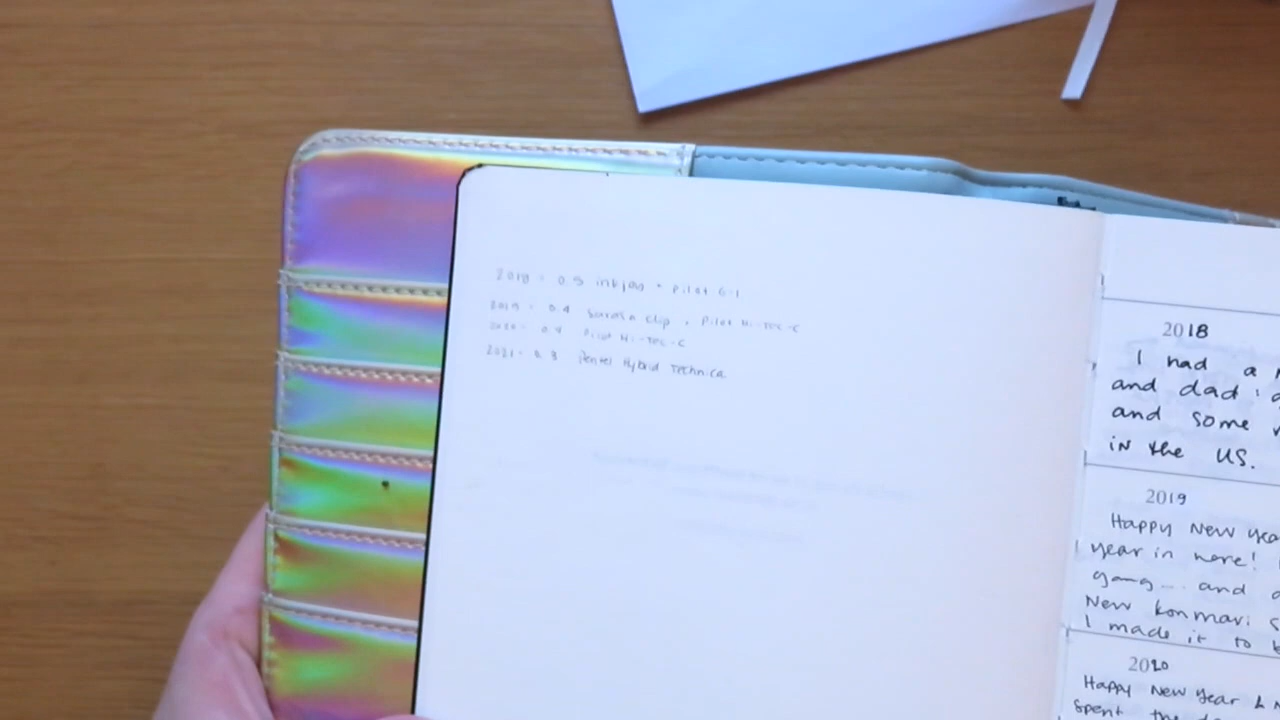 2018 - 0.5 inkjoy + Pilot G-1
2019 - 0.4 Sarasa Clip, Pilot Hi-Tec-C
2020 - 0.4 Pilot Hi-Tec-C
2021 - 0.3 Pentel Hybrid Technica
2018
I had a
and dad
and some
in the US.
2019
Happy New
year in here!
gang... and
New konmari
I made it to
2020
Happy New Year &
spent the